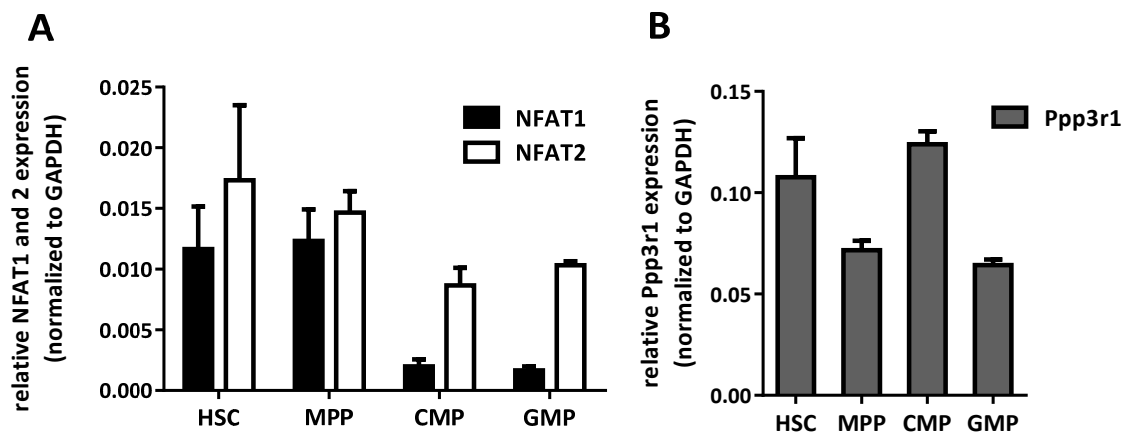 A
relative NFAT1 and 2 expression
(normalized to GAPDH)
0.025
0.020
0.015
0.010
0.005
0.000
HSC MPP CMP GMP
NFAT1
NFAT2
B
relative Ppp3r1 expression
(normalized to GAPDH)
0.15
0.10
0.05
0.00
HSC MPP CMP GMP
Ppp3r1